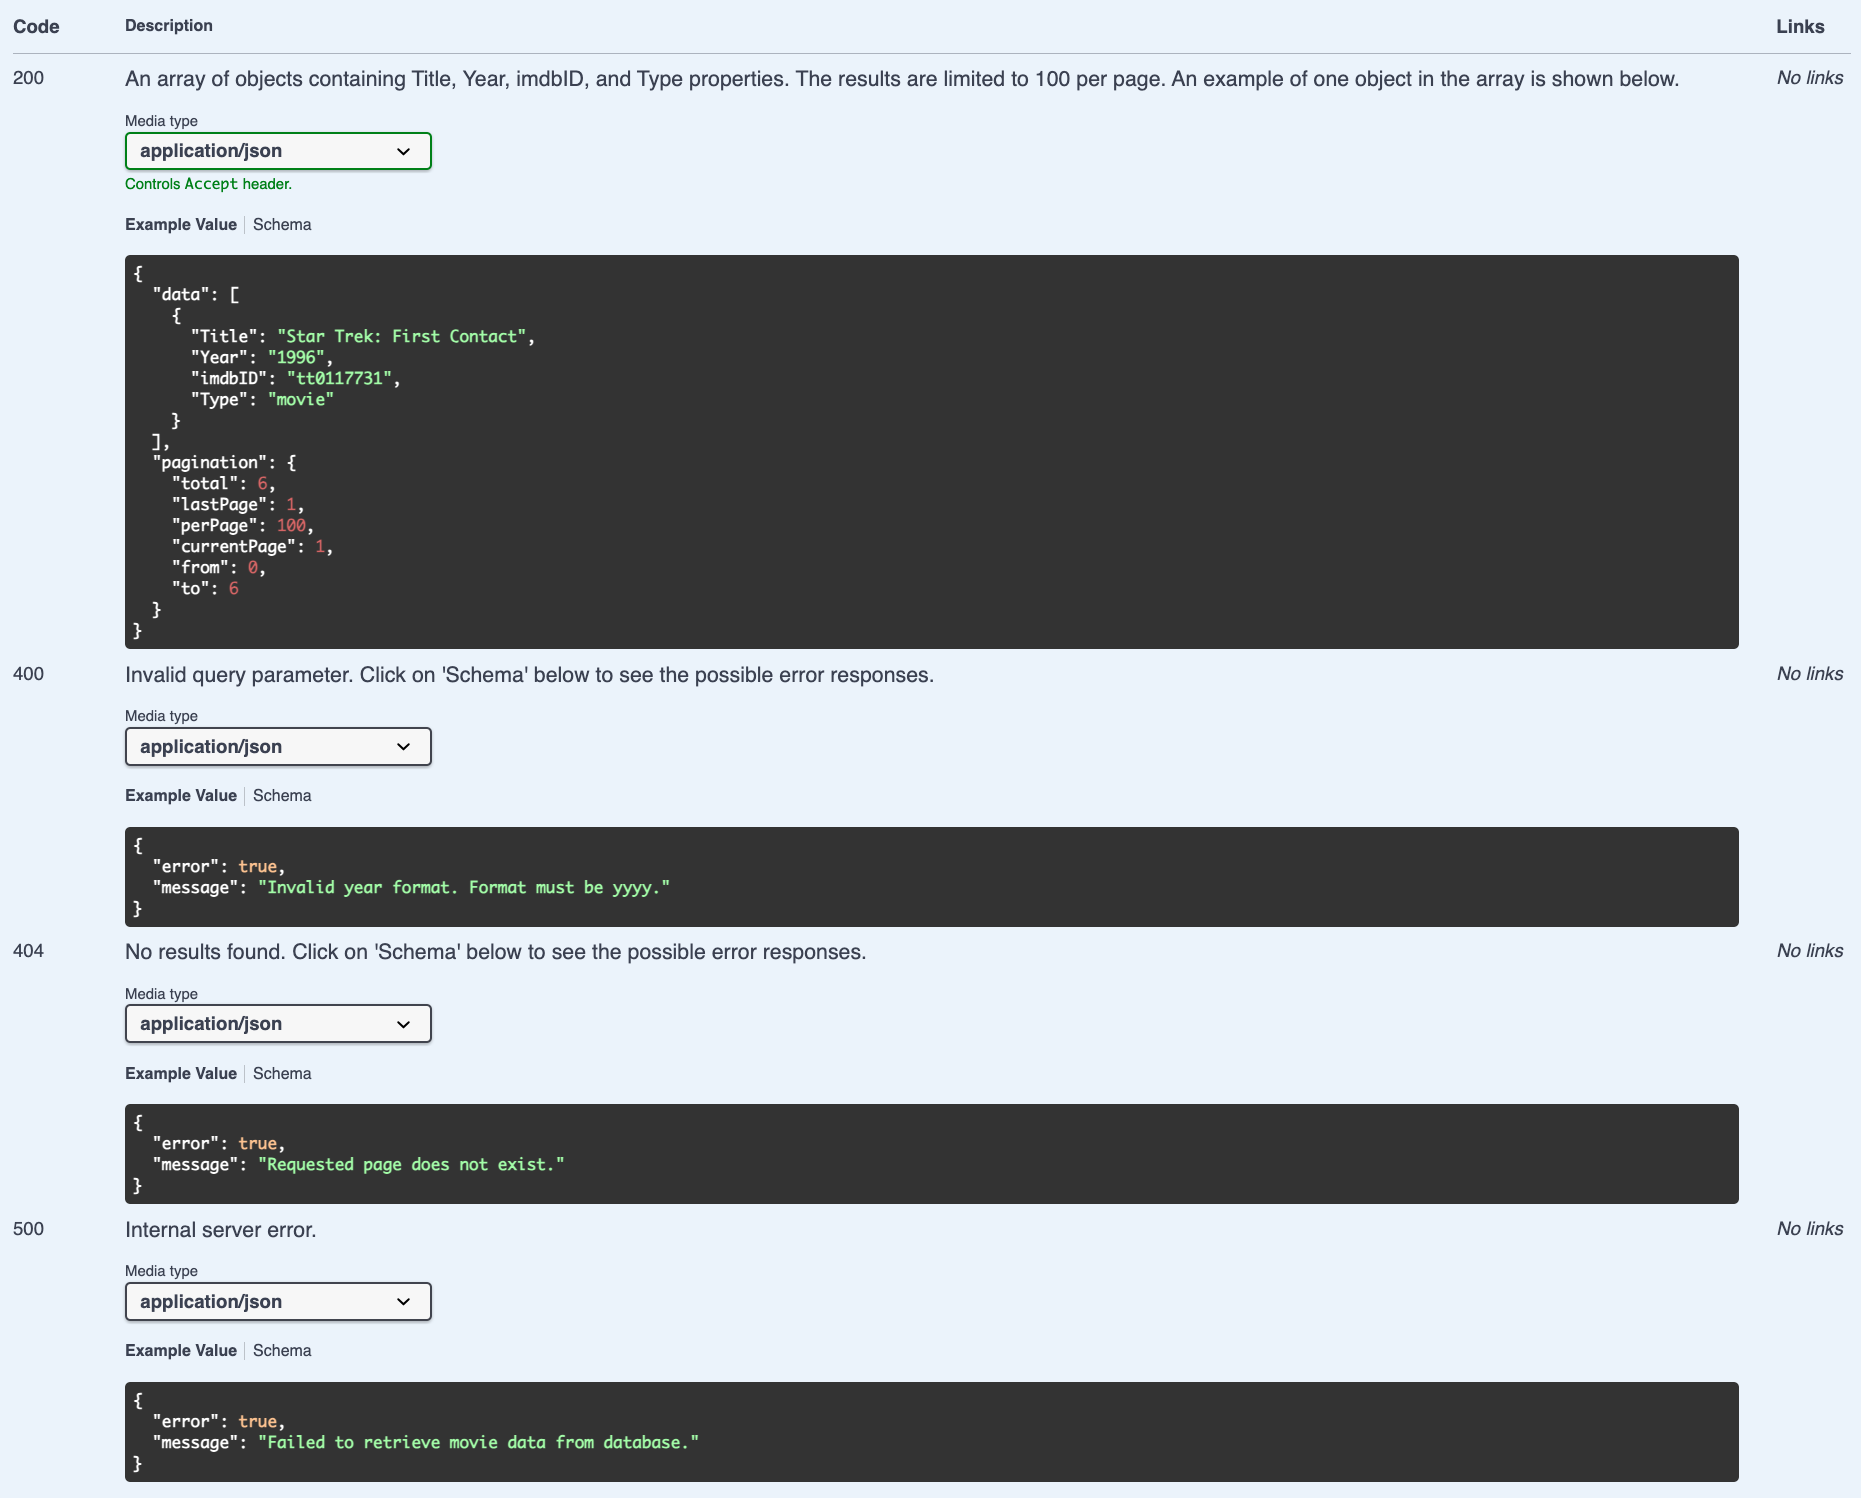 Code Description Links
200 An array of objects containing Title, Year, imdbID, and Type properties. The results are limited to 100 per page. An example of one object in the array is shown below. No links
Media type
application/json
Controls Accept header.
Example Value Schema
{
  "data": [
    {
      "Title": "Star Trek: First Contact",
      "Year": "1996",
      "imdbID": "tt0117731",
      "Type": "movie"
    }
  ],
  "pagination": {
    "total": 6,
    "lastPage": 1,
    "perPage": 100,
    "currentPage": 1,
    "from": 0,
    "to": 6
  }
}
400 Invalid query parameter. Click on 'Schema' below to see the possible error responses. No links
Media type
application/json
Example Value Schema
{
  "error": true,
  "message": "Invalid year format. Format must be yyyy."
}
404 No results found. Click on 'Schema' below to see the possible error responses. No links
Media type
application/json
Example Value Schema
{
  "error": true,
  "message": "Requested page does not exist."
}
500 Internal server error. No links
Media type
application/json
Example Value Schema
{
  "error": true,
  "message": "Failed to retrieve movie data from database."
}